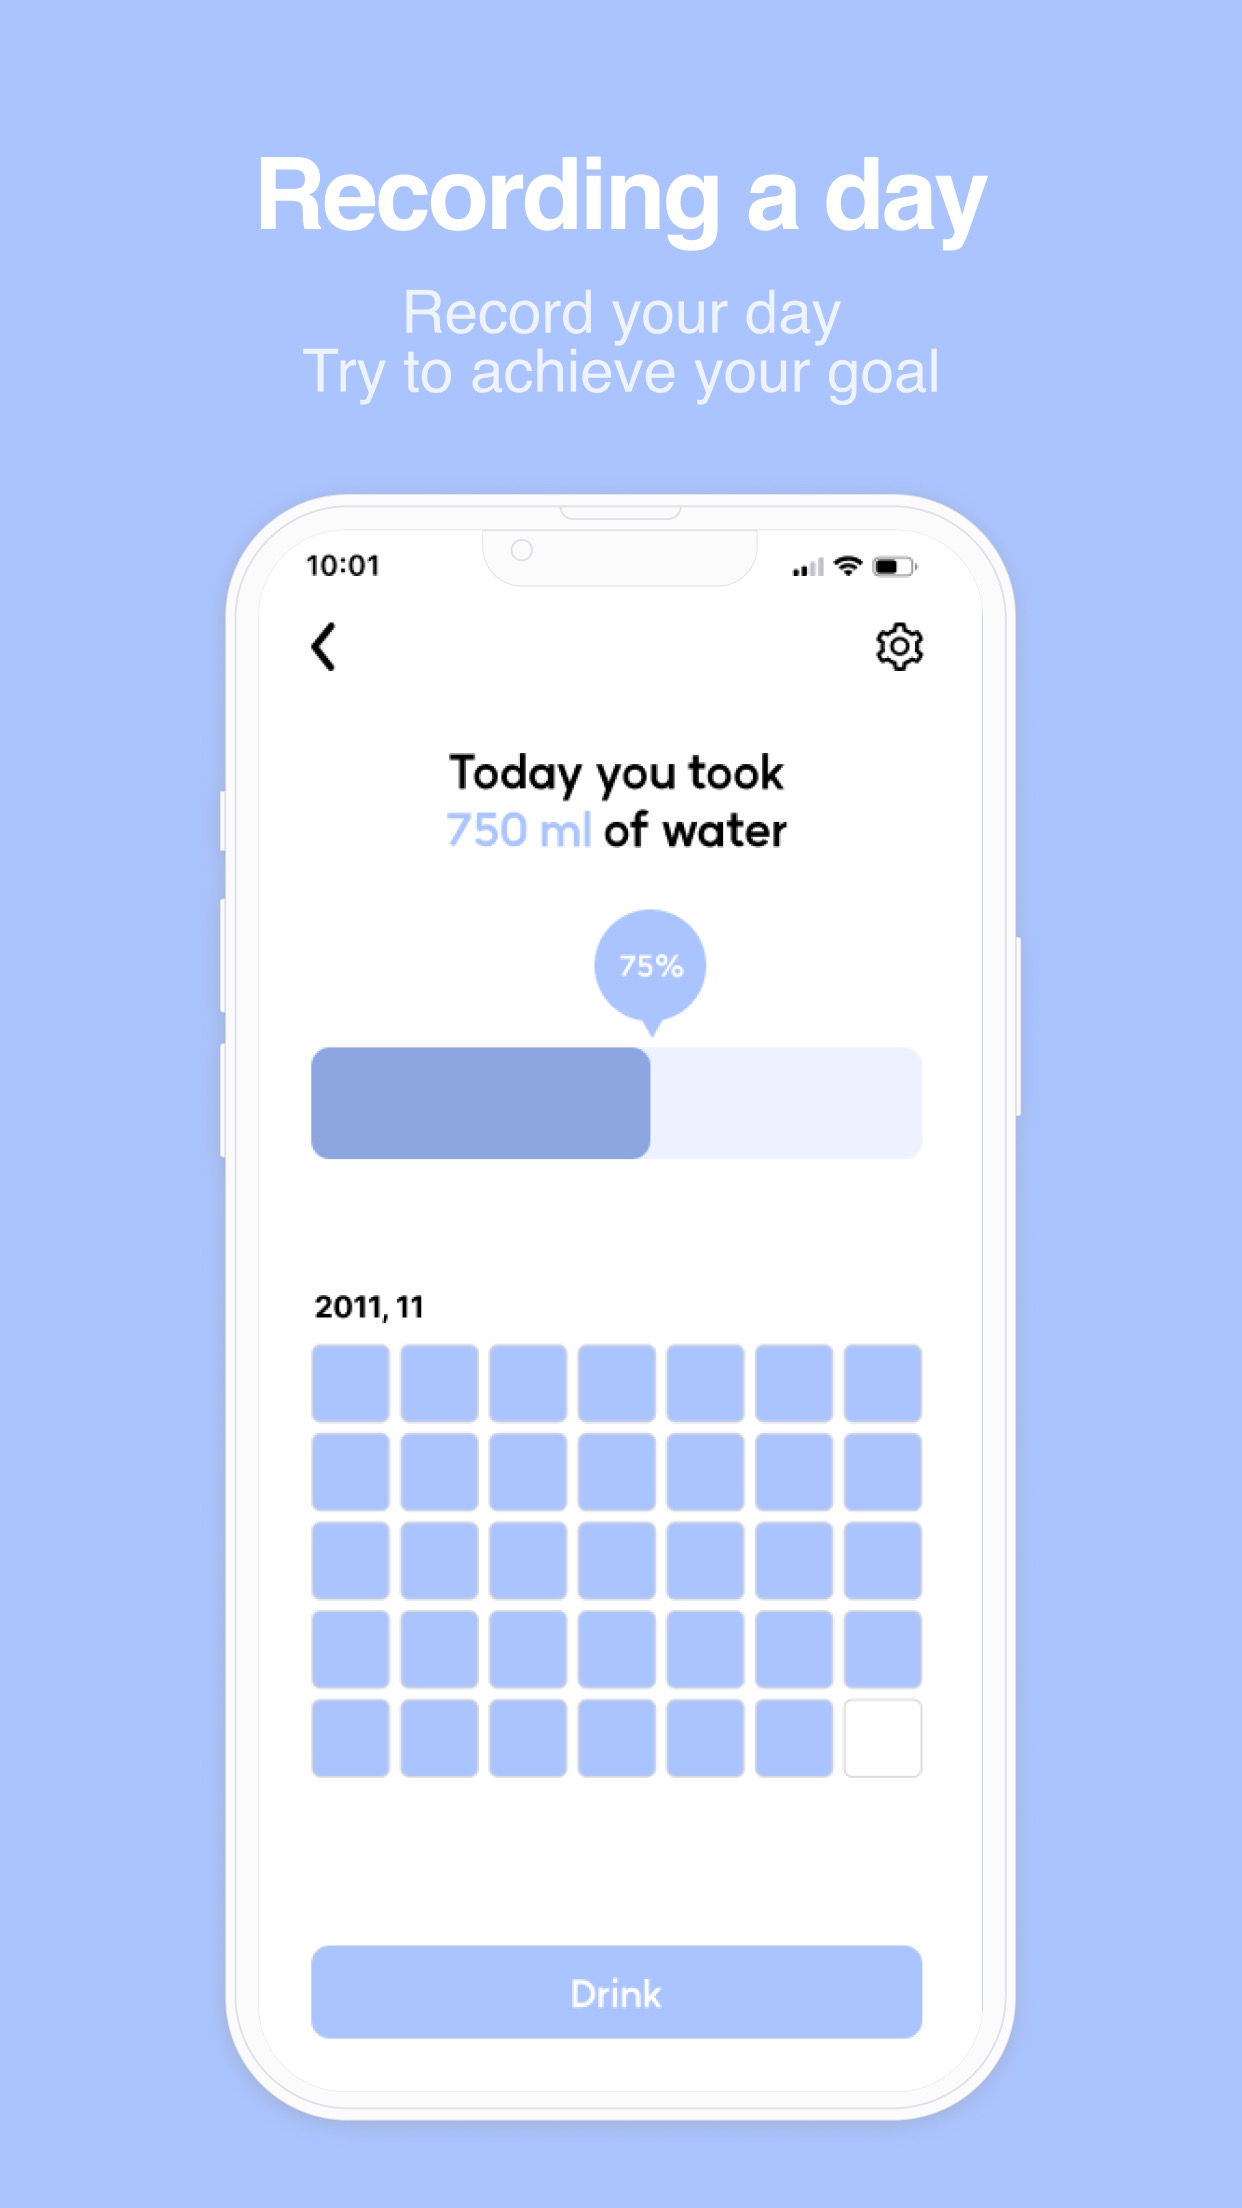 Recording a day
Record your day
Try to achieve your goal
10:01
Today you took
750 ml of water
75%
2011, 11
Drink